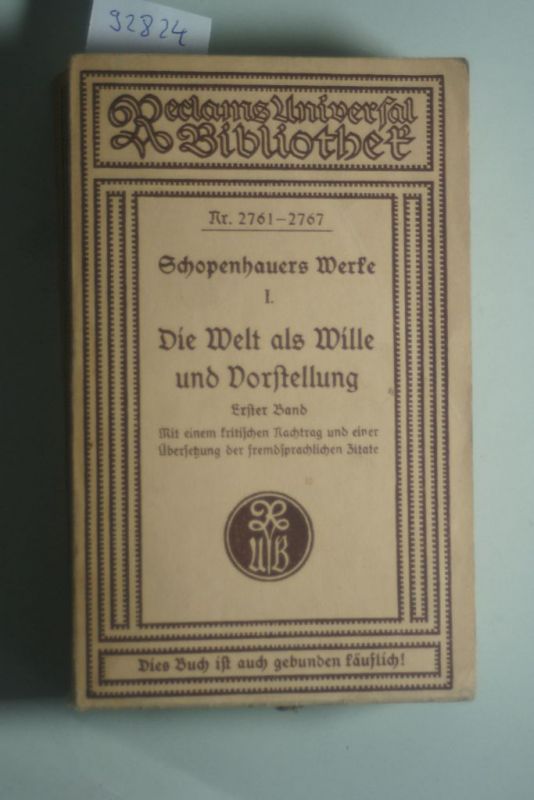 92824
Reclams Universal
Bibliothek
Nr. 2761–2767
Schopenhauers Werke
I.
Die Welt als Wille
und Vorstellung
Erster Band
Mit einem kritischen Nachtrag und einer
Übersetzung der fremdsprachlichen Zitate
R
UB
Dies Buch ist auch gebunden käuflich!